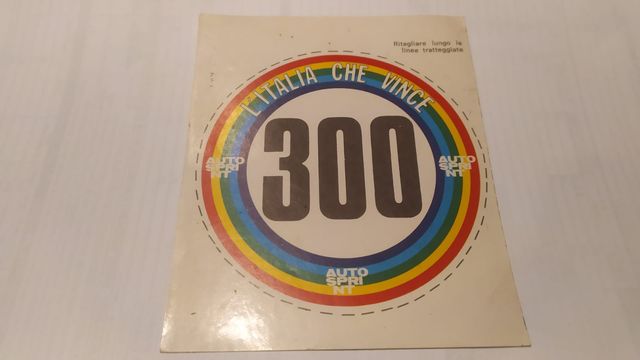 Ritagliare lungo le
linee tratteggiate
L'ITALIA CHE VINCE
300
AUTO
SPRI
NT
AUTO
SPRI
NT
AUTO
SPRI
NT